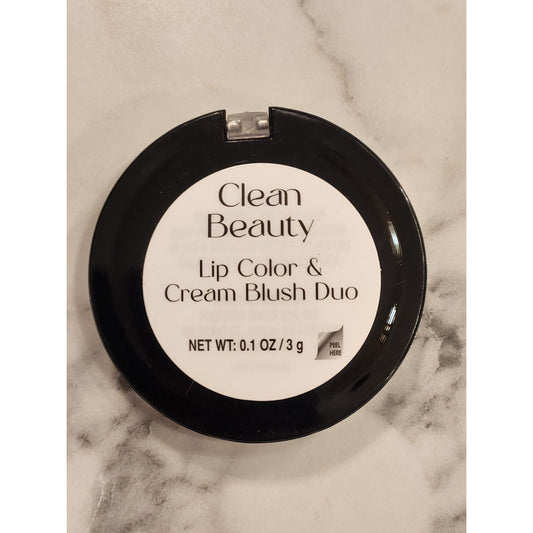 Clean
Beauty
Lip Color &
Cream Blush Duo
NET WT: 0.1 OZ / 3 g
PEEL
HERE